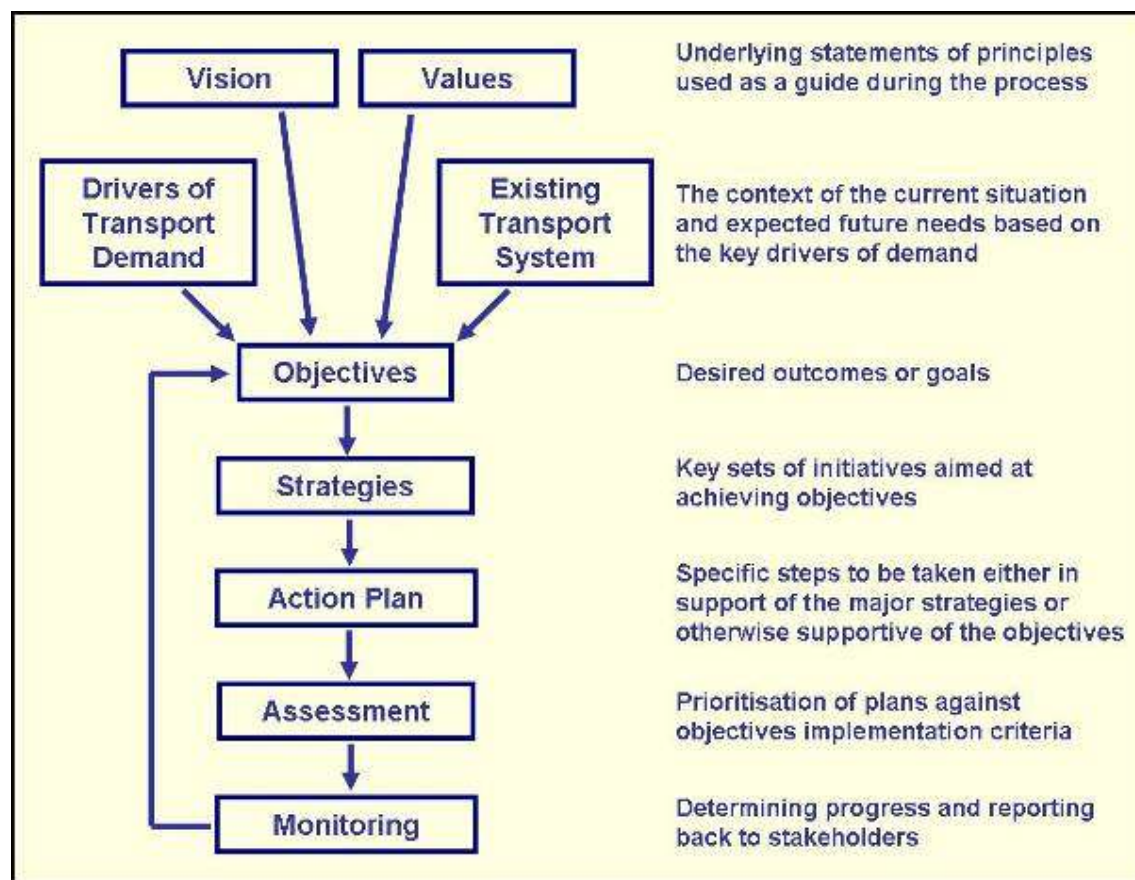 Vision
Values
Underlying statements of principles
used as a guide during the process
Drivers of
Transport
Demand
Existing
Transport
System
The context of the current situation
and expected future needs based on
the key drivers of demand
Objectives
Desired outcomes or goals
Strategies
Key sets of initiatives aimed at
achieving objectives
Action Plan
Specific steps to be taken either in
support of the major strategies or
otherwise supportive of the objectives
Assessment
Prioritisation of plans against
objectives implementation criteria
Monitoring
Determining progress and reporting
back to stakeholders